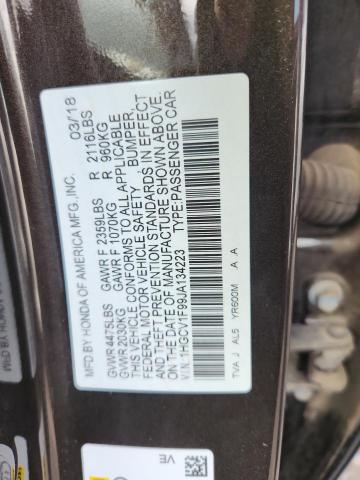 MFD.BY HONDA OF AMERICA MFG.,INC. 03/18
GVWR 4475LBS GAWR F 2359LBS R 2116LBS
GVWR 2030KG GAWR F 1070KG R 960KG
THIS VEHICLE CONFORMS TO ALL APPLICABLE
FEDERAL MOTOR VEHICLE SAFETY, BUMPER,
AND THEFT PREVENTION STANDARDS IN EFFECT
ON THE DATE OF MANUFACTURE SHOWN ABOVE.
V.I.N.:1HGCV1F99JA134223 TYPE:PASSENGER CAR
TVA J AL5 YR600M A A
VE